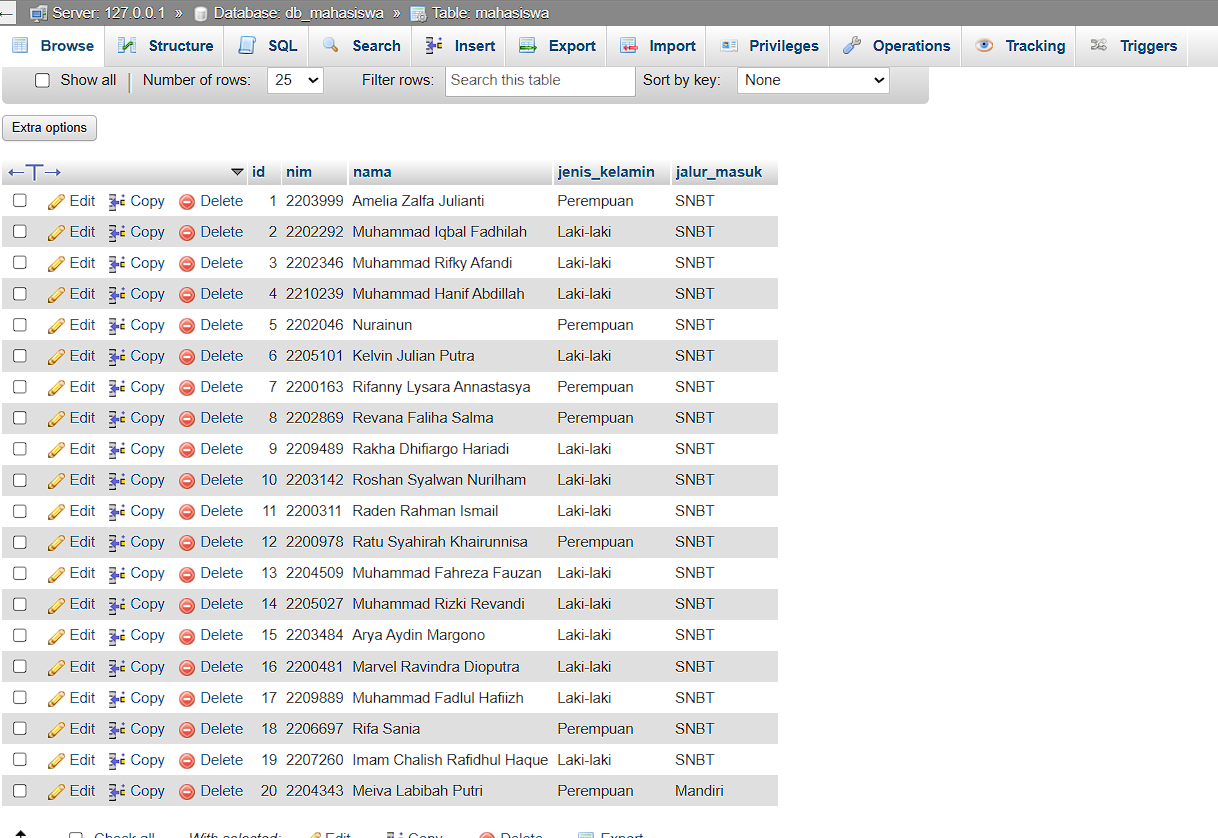 Server: 127.0.0.1 » Database: db_mahasiswa » Table: mahasiswa
Browse Structure SQL Search Insert Export Import Privileges Operations Tracking Triggers
Show all | Number of rows: 25 Filter rows: Search this table Sort by key: None
Extra options
←T→ id nim nama jenis_kelamin jalur_masuk
Edit Copy Delete 1 2203999 Amelia Zalfa Julianti Perempuan SNBT
Edit Copy Delete 2 2202292 Muhammad Iqbal Fadhilah Laki-laki SNBT
Edit Copy Delete 3 2202346 Muhammad Rifky Afandi Laki-laki SNBT
Edit Copy Delete 4 2210239 Muhammad Hanif Abdillah Laki-laki SNBT
Edit Copy Delete 5 2202046 Nurainun Perempuan SNBT
Edit Copy Delete 6 2205101 Kelvin Julian Putra Laki-laki SNBT
Edit Copy Delete 7 2200163 Rifanny Lysara Annastasya Perempuan SNBT
Edit Copy Delete 8 2202869 Revana Faliha Salma Perempuan SNBT
Edit Copy Delete 9 2209489 Rakha Dhifiargo Hariadi Laki-laki SNBT
Edit Copy Delete 10 2203142 Roshan Syalwan Nurilham Laki-laki SNBT
Edit Copy Delete 11 2200311 Raden Rahman Ismail Laki-laki SNBT
Edit Copy Delete 12 2200978 Ratu Syahirah Khairunnisa Perempuan SNBT
Edit Copy Delete 13 2204509 Muhammad Fahreza Fauzan Laki-laki SNBT
Edit Copy Delete 14 2205027 Muhammad Rizki Revandi Laki-laki SNBT
Edit Copy Delete 15 2203484 Arya Aydin Margono Laki-laki SNBT
Edit Copy Delete 16 2200481 Marvel Ravindra Dioputra Laki-laki SNBT
Edit Copy Delete 17 2209889 Muhammad Fadlul Hafiizh Laki-laki SNBT
Edit Copy Delete 18 2206697 Rifa Sania Perempuan SNBT
Edit Copy Delete 19 2207260 Imam Chalish Rafidhul Haque Laki-laki SNBT
Edit Copy Delete 20 2204343 Meiva Labibah Putri Perempuan Mandiri
Check all With selected: Edit Copy Delete Export